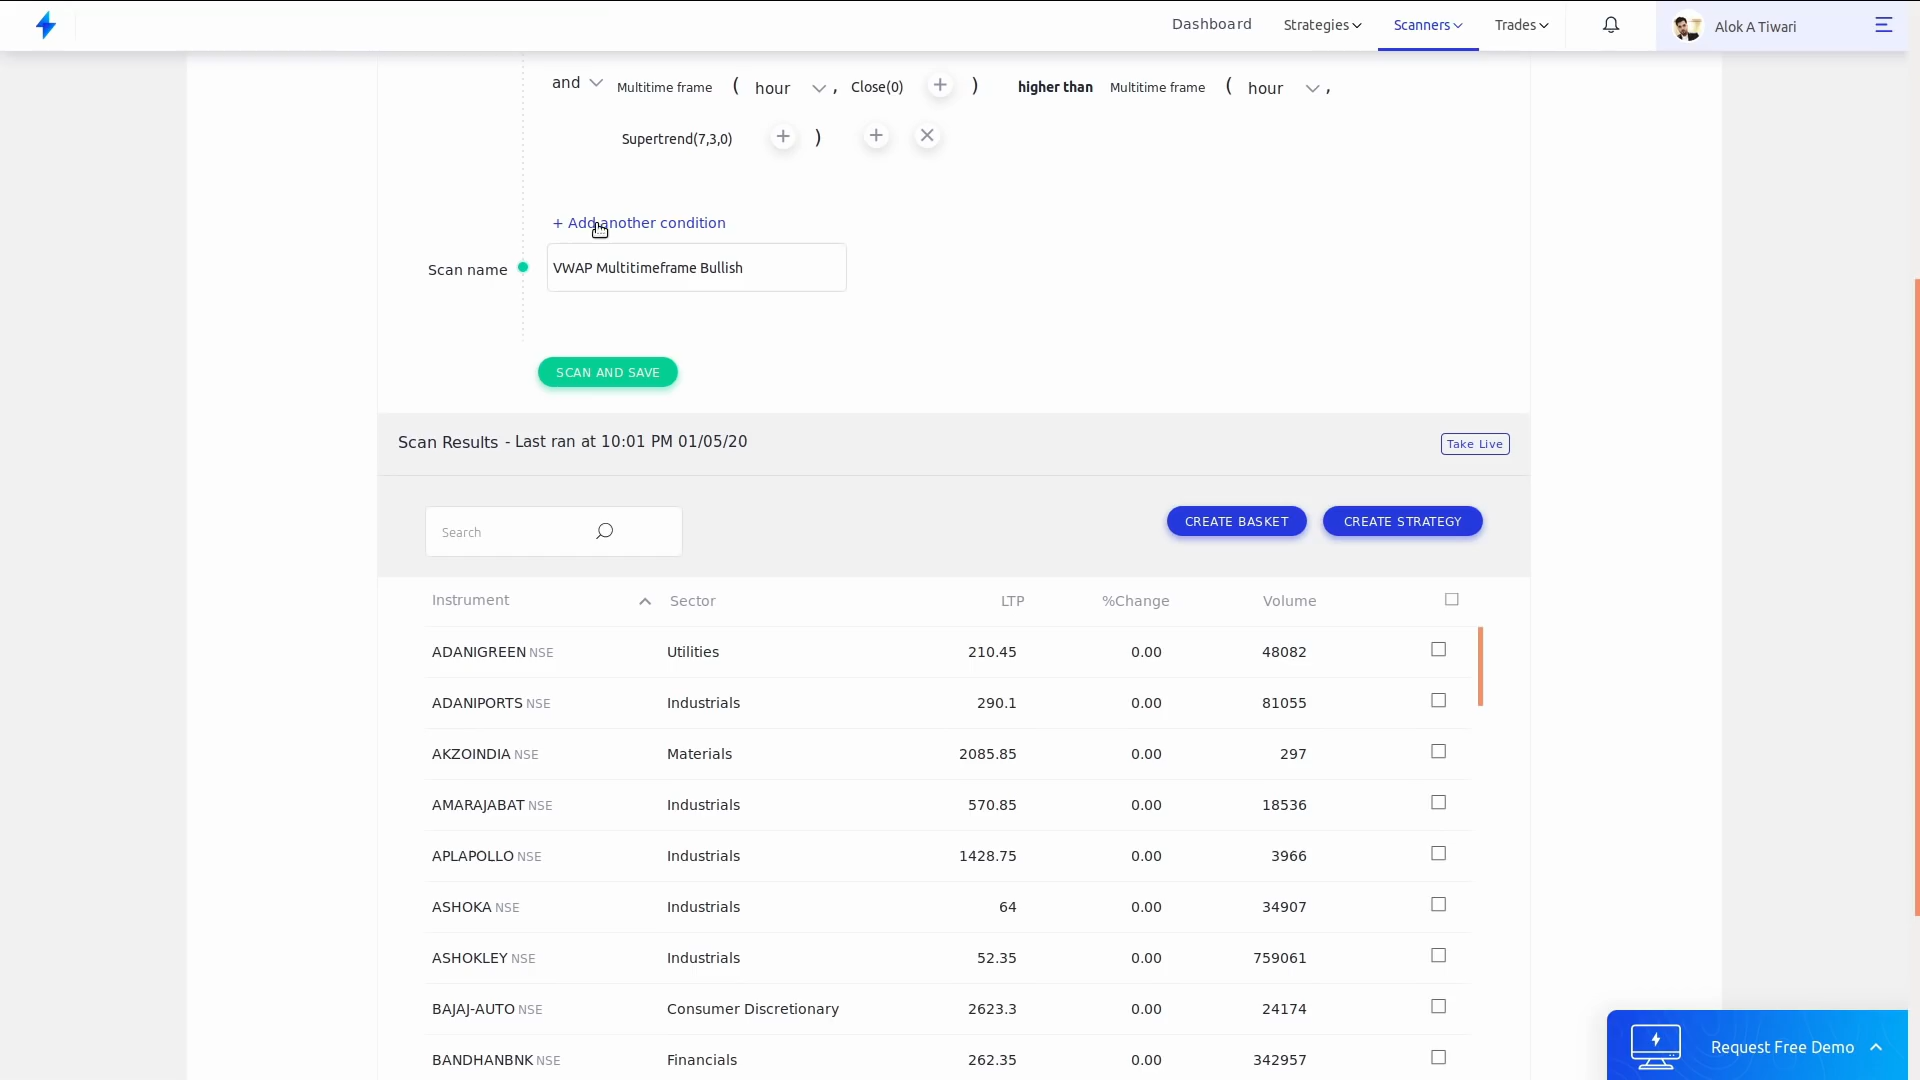 Dashboard Strategies Scanners Trades Alok A Tiwari
and Multitime frame ( hour , Close(0) + ) higher than Multitime frame ( hour ,
Supertrend(7,3,0) + ) + ×
+ Add another condition
Scan name VWAP Multitimeframe Bullish
SCAN AND SAVE
Scan Results - Last ran at 10:01 PM 01/05/20 Take Live
Search CREATE BASKET CREATE STRATEGY
Instrument Sector LTP %Change Volume
ADANIGREEN NSE Utilities 210.45 0.00 48082
ADANIPORTS NSE Industrials 290.1 0.00 81055
AKZOINDIA NSE Materials 2085.85 0.00 297
AMARAJABAT NSE Industrials 570.85 0.00 18536
APLAPOLLO NSE Industrials 1428.75 0.00 3966
ASHOKA NSE Industrials 64 0.00 34907
ASHOKLEY NSE Industrials 52.35 0.00 759061
BAJAJ-AUTO NSE Consumer Discretionary 2623.3 0.00 24174
BANDHANBNK NSE Financials 262.35 0.00 342957
Request Free Demo